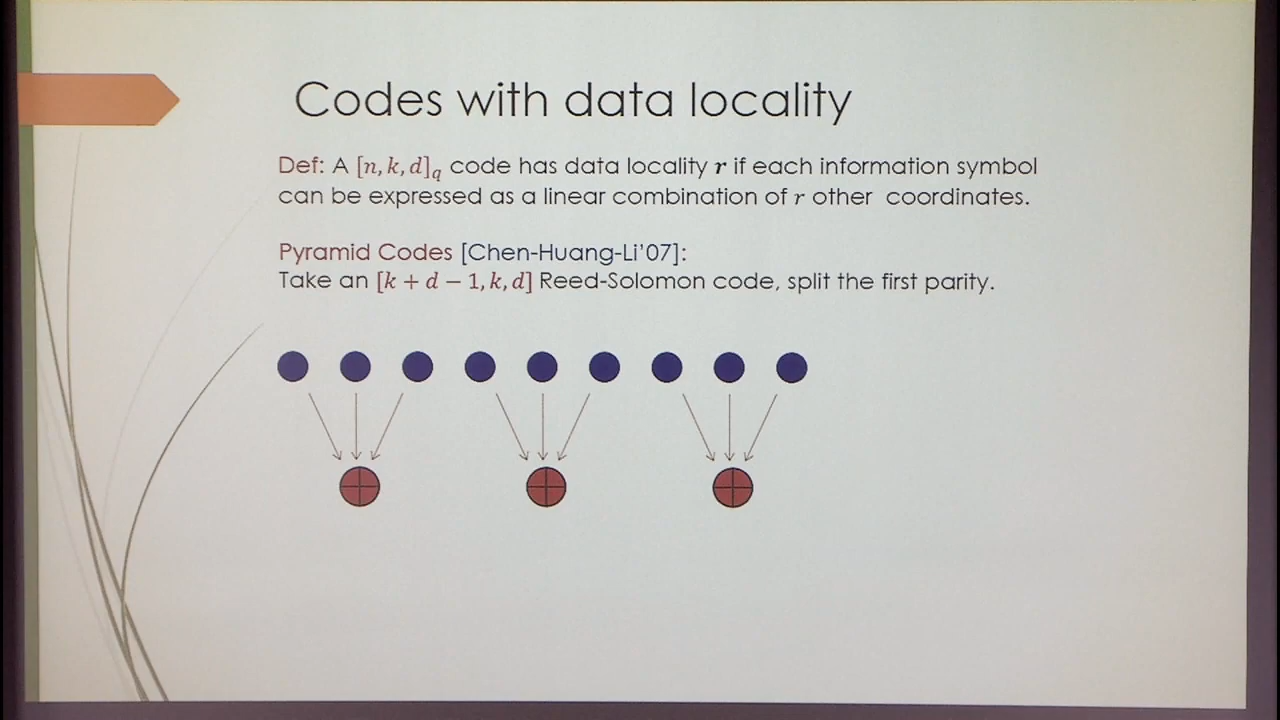 Codes with data locality
Def: A [n, k, d]_q code has data locality r if each information symbol
can be expressed as a linear combination of r other coordinates.
Pyramid Codes [Chen-Huang-Li'07]:
Take an [k + d − 1, k, d] Reed-Solomon code, split the first parity.